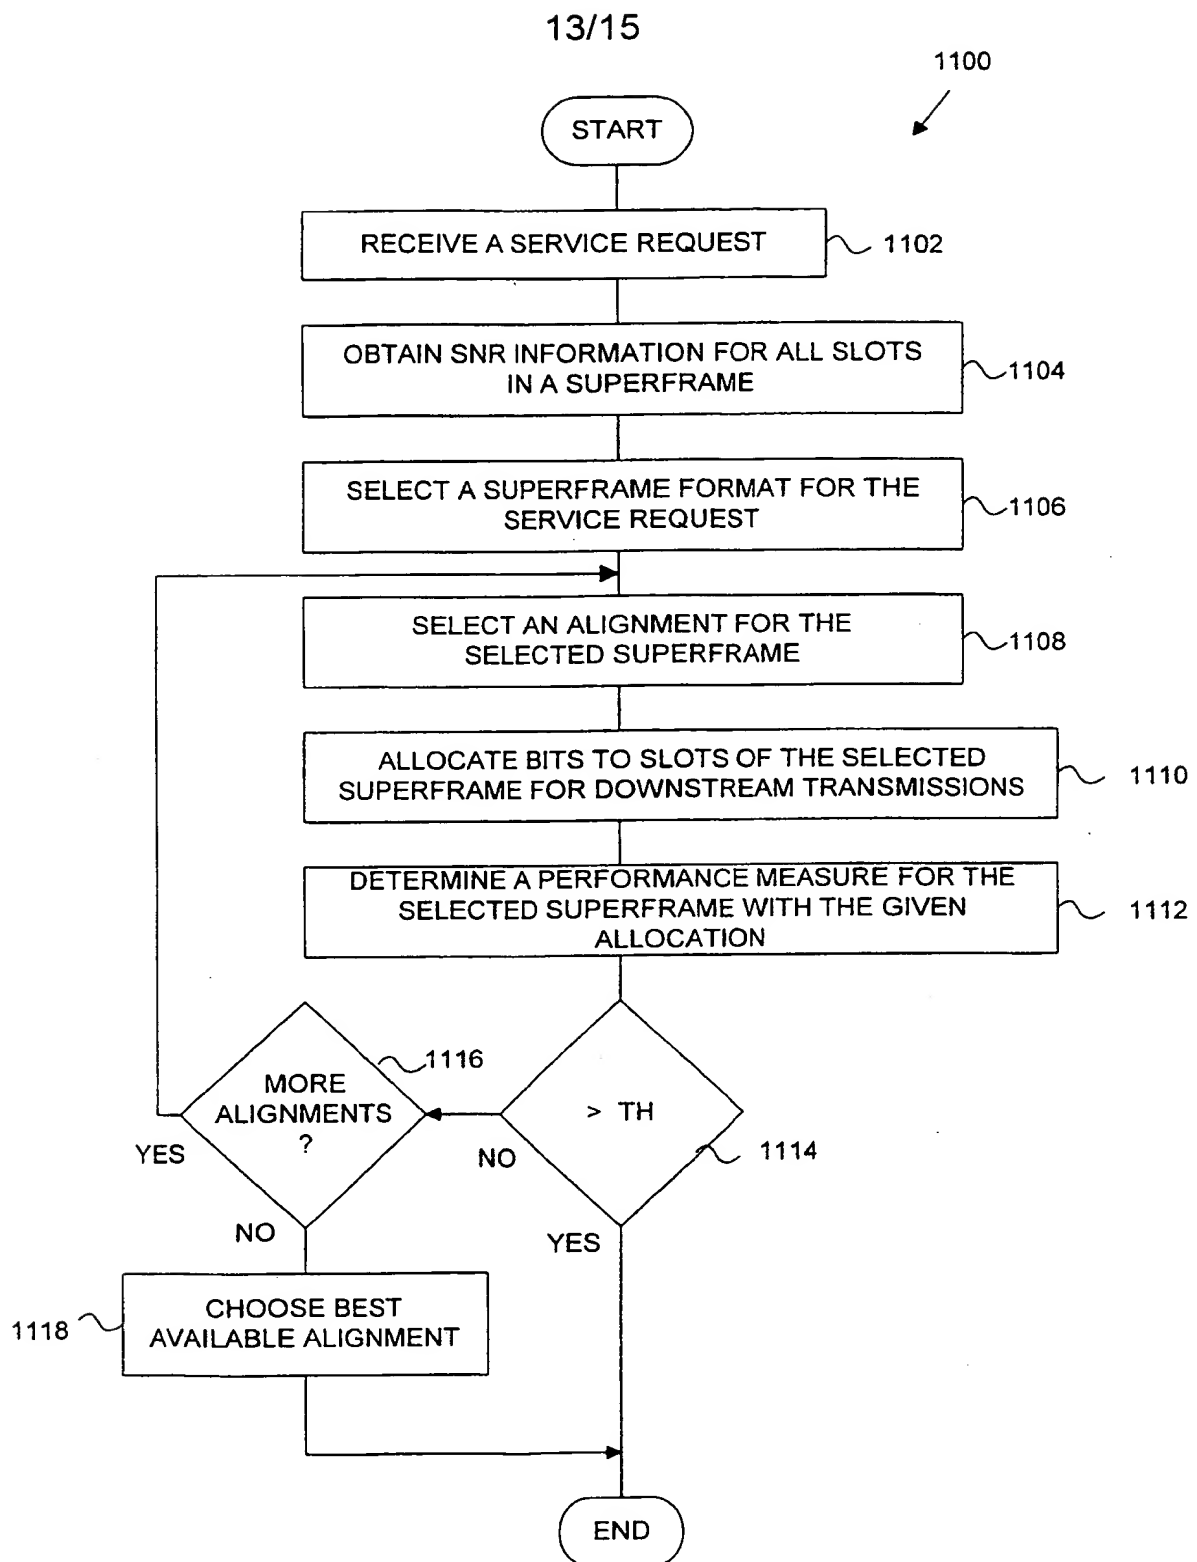 13/15
1100
START
RECEIVE A SERVICE REQUEST
1102
OBTAIN SNR INFORMATION FOR ALL SLOTS
IN A SUPERFRAME
1104
SELECT A SUPERFRAME FORMAT FOR THE
SERVICE REQUEST
1106
SELECT AN ALIGNMENT FOR THE
SELECTED SUPERFRAME
1108
ALLOCATE BITS TO SLOTS OF THE SELECTED
SUPERFRAME FOR DOWNSTREAM TRANSMISSIONS
1110
DETERMINE A PERFORMANCE MEASURE FOR THE
SELECTED SUPERFRAME WITH THE GIVEN
ALLOCATION
1112
1116
MORE
ALIGNMENTS
?
> TH
YES
NO
1114
NO
YES
CHOOSE BEST
AVAILABLE ALIGNMENT
1118
END